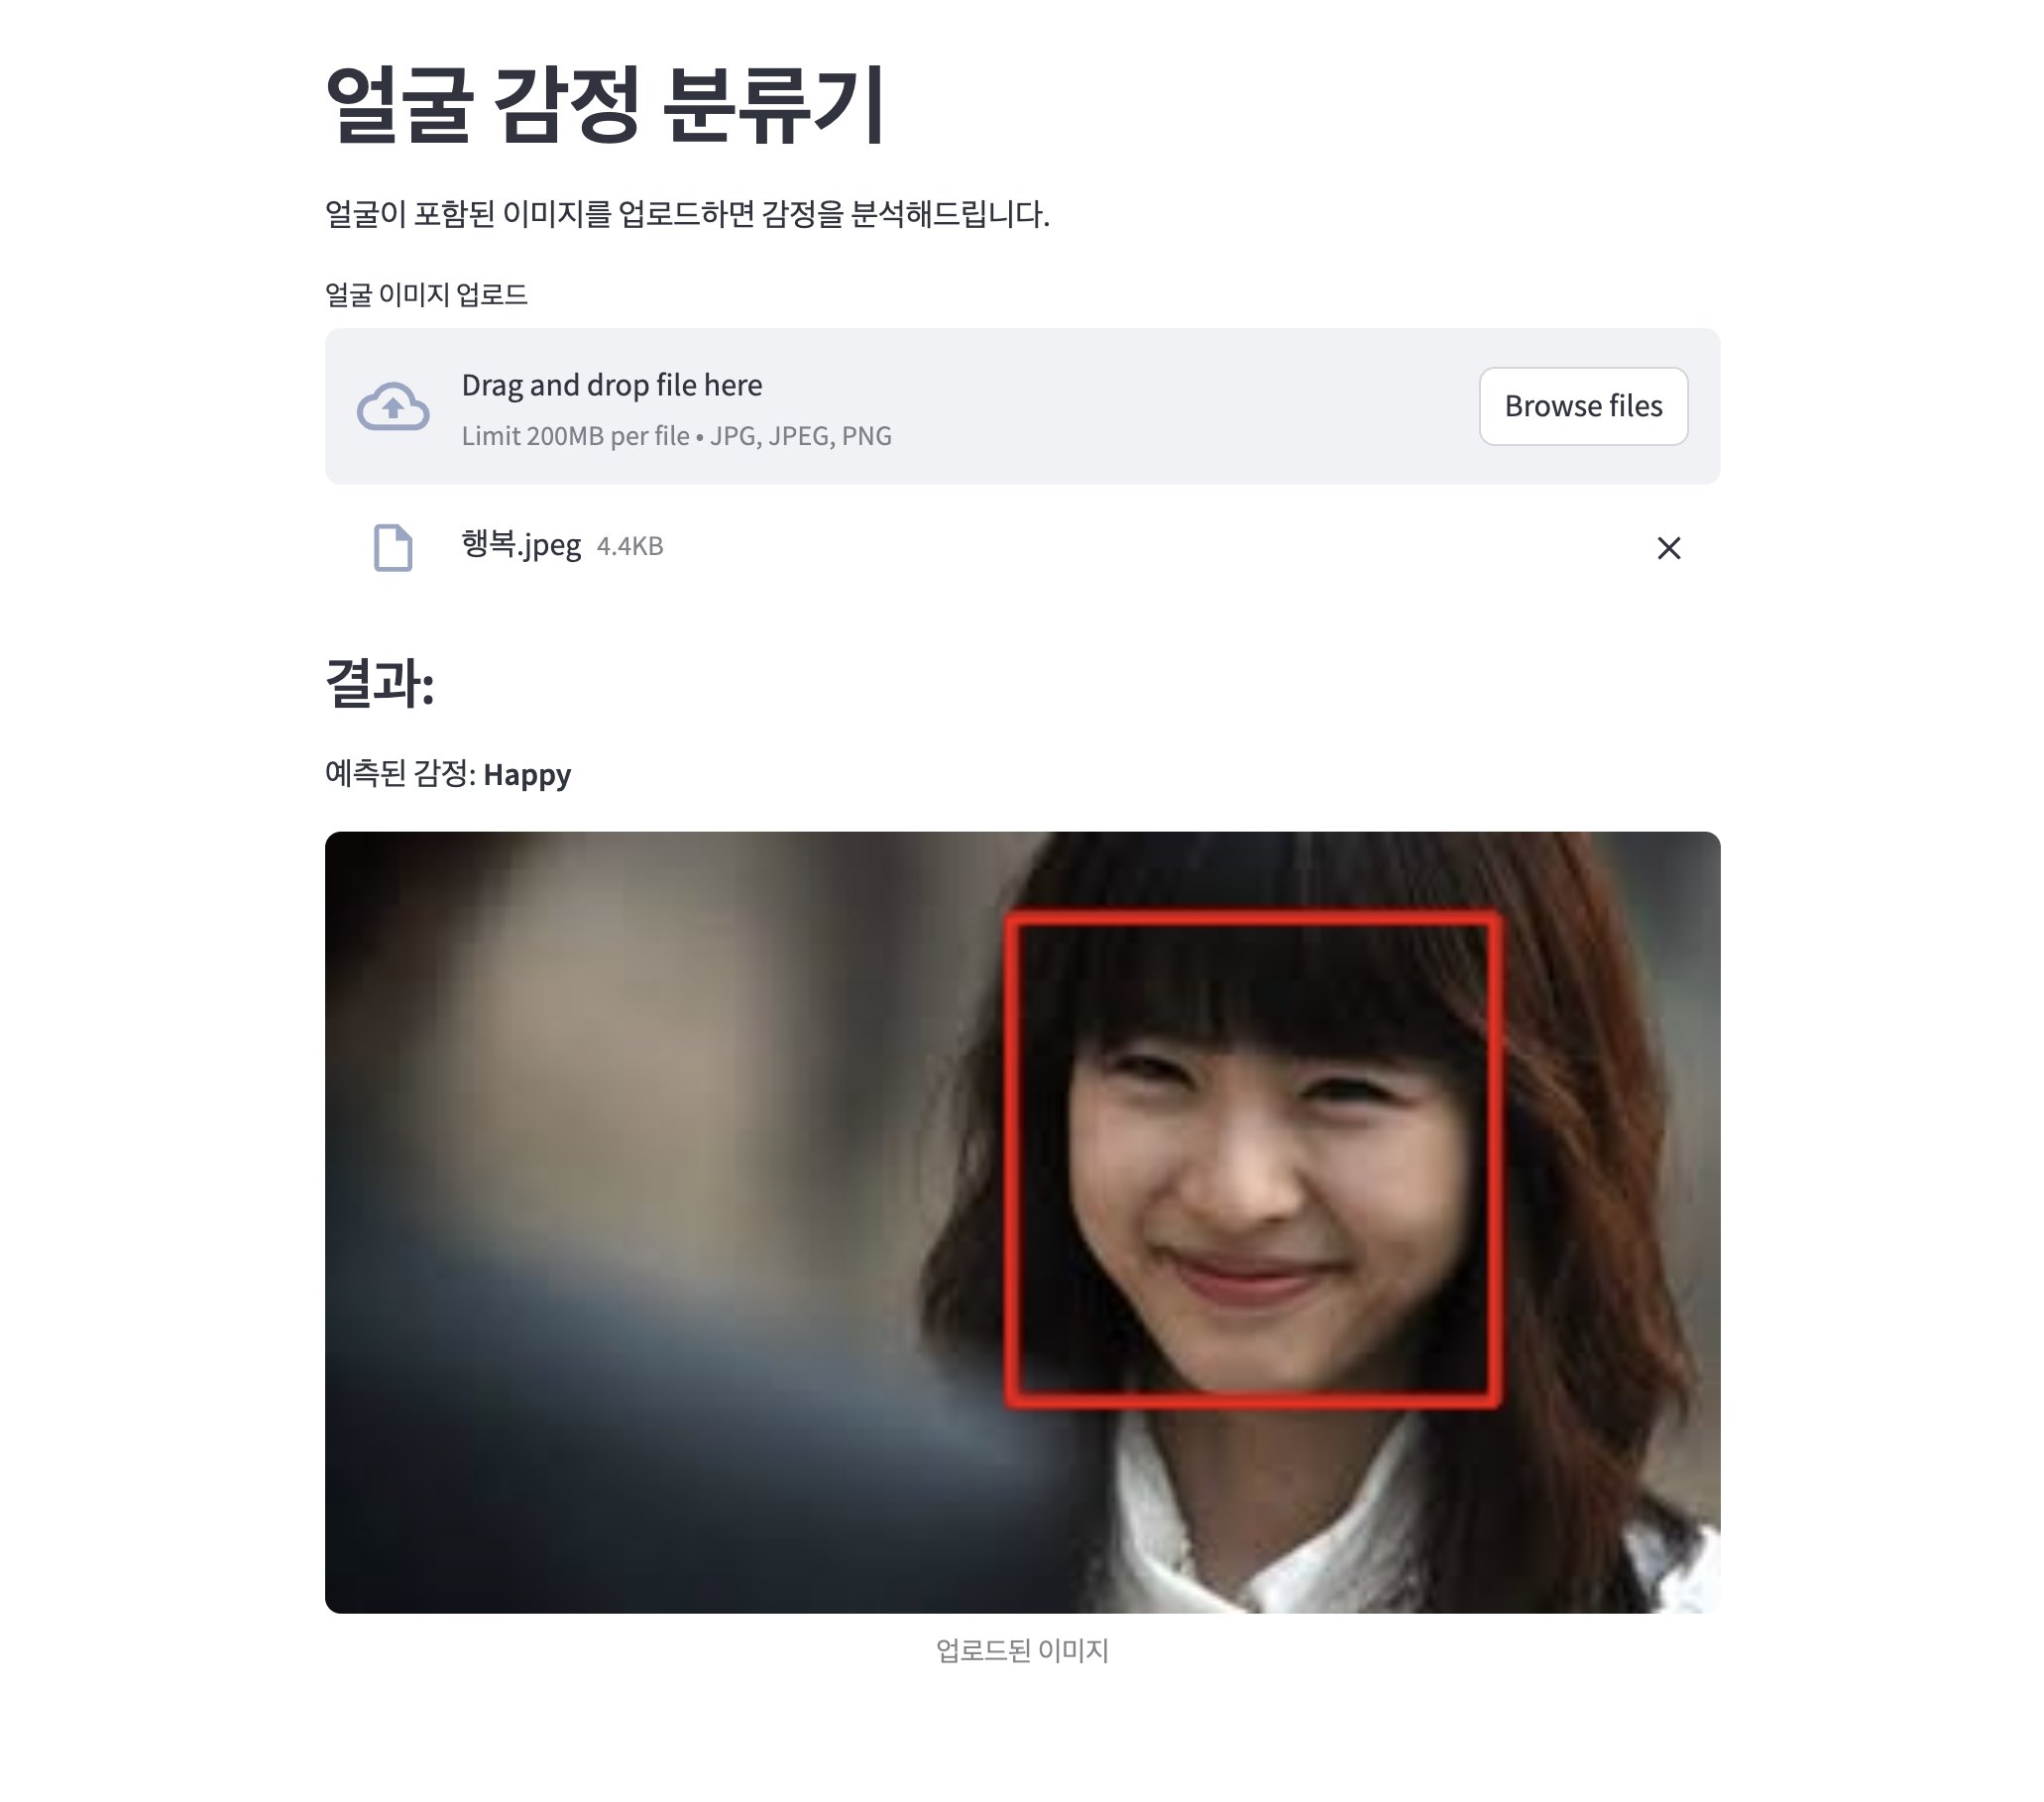 얼굴 감정 분류기
얼굴이 포함된 이미지를 업로드하면 감정을 분석해드립니다.
얼굴 이미지 업로드
Drag and drop file here
Limit 200MB per file • JPG, JPEG, PNG
Browse files
행복.jpeg 4.4KB
결과:
예측된 감정: Happy
업로드된 이미지